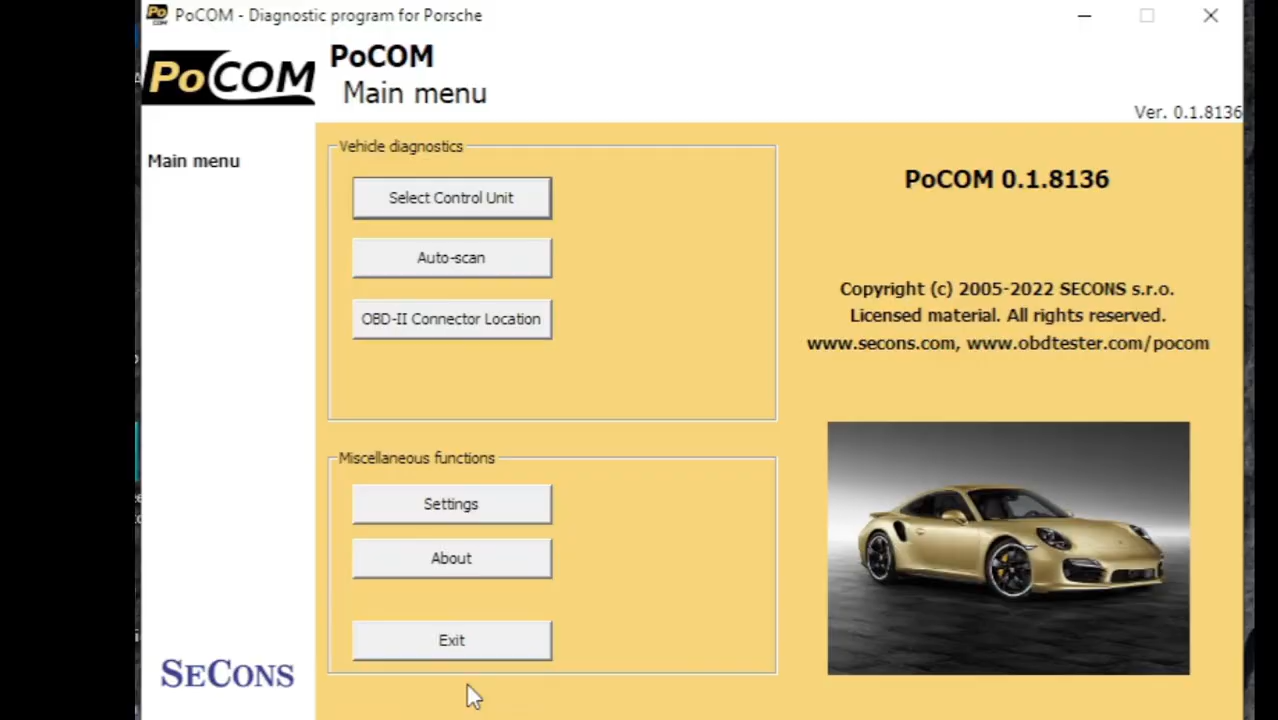 PoCOM - Diagnostic program for Porsche
PoCOM
PoCOM
Main menu
Ver. 0.1.8136
Main menu
Vehicle diagnostics
Select Control Unit
Auto-scan
OBD-II Connector Location
Miscellaneous functions
Settings
About
Exit
PoCOM 0.1.8136
Copyright (c) 2005-2022 SECONS s.r.o.
Licensed material. All rights reserved.
www.secons.com, www.obdtester.com/pocom
SECONS